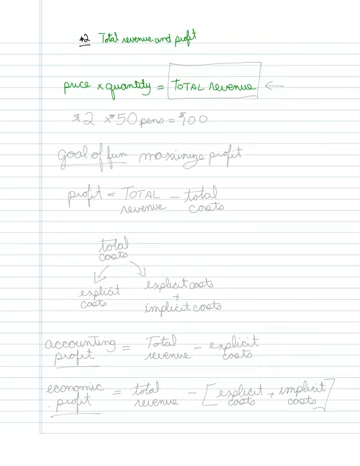 #2 Total revenue and profit
price x quantity = TOTAL revenue ←
$2 x 50 pens = $100
goal of firm maximize profit
profit = TOTAL revenue - total costs
total costs
explicit costs
explicit costs + implicit costs
accounting profit = Total revenue - explicit costs
economic profit = total revenue - [explicit costs + implicit costs]